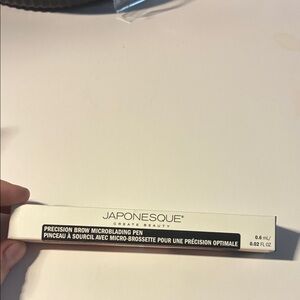 JAPONESQUE®
CREATE BEAUTY
PRECISION BROW MICROBLADING PEN
PINCEAU À SOURCIL AVEC MICRO-BROSSETTE POUR UNE PRÉCISION OPTIMALE
0.6 mL/
0.02 FL OZ